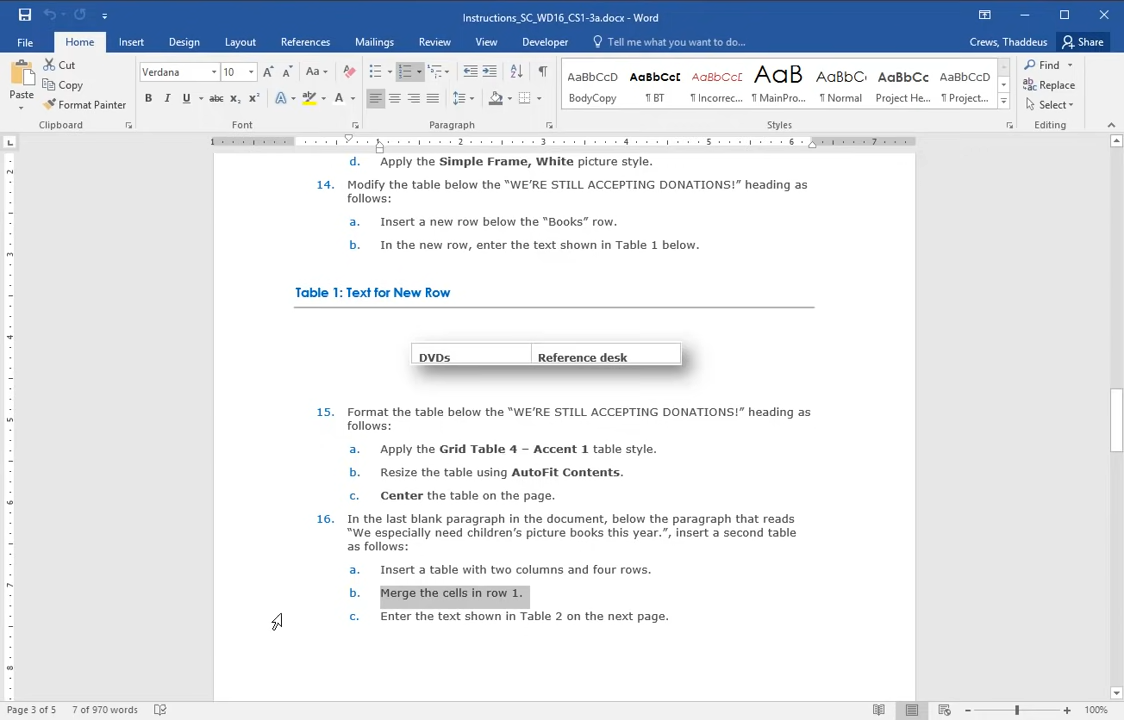 Instructions_SC_WD16_CS1-3a.docx - Word
File Home Insert Design Layout References Mailings Review View Developer Tell me what you want to do... Crews, Thaddeus Share
Paste
Cut
Copy
Format Painter
Clipboard
Verdana 10
Font
Paragraph
AaBbCcD AaBbCcDc AaBbCcDc AaB AaBbCc AaBbCc AaBbCcD
BodyCopy ¶ BT ¶ Incorrec... ¶ MainPro... ¶ Normal Project He... ¶ Project...
Styles
Find
Replace
Select
Editing
d. Apply the Simple Frame, White picture style.
14. Modify the table below the “WE’RE STILL ACCEPTING DONATIONS!” heading as
follows:
a. Insert a new row below the “Books” row.
b. In the new row, enter the text shown in Table 1 below.
Table 1: Text for New Row
DVDs Reference desk
15. Format the table below the “WE’RE STILL ACCEPTING DONATIONS!” heading as
follows:
a. Apply the Grid Table 4 – Accent 1 table style.
b. Resize the table using AutoFit Contents.
c. Center the table on the page.
16. In the last blank paragraph in the document, below the paragraph that reads
“We especially need children’s picture books this year.”, insert a second table
as follows:
a. Insert a table with two columns and four rows.
b. Merge the cells in row 1.
c. Enter the text shown in Table 2 on the next page.
Page 3 of 5 7 of 970 words 100%